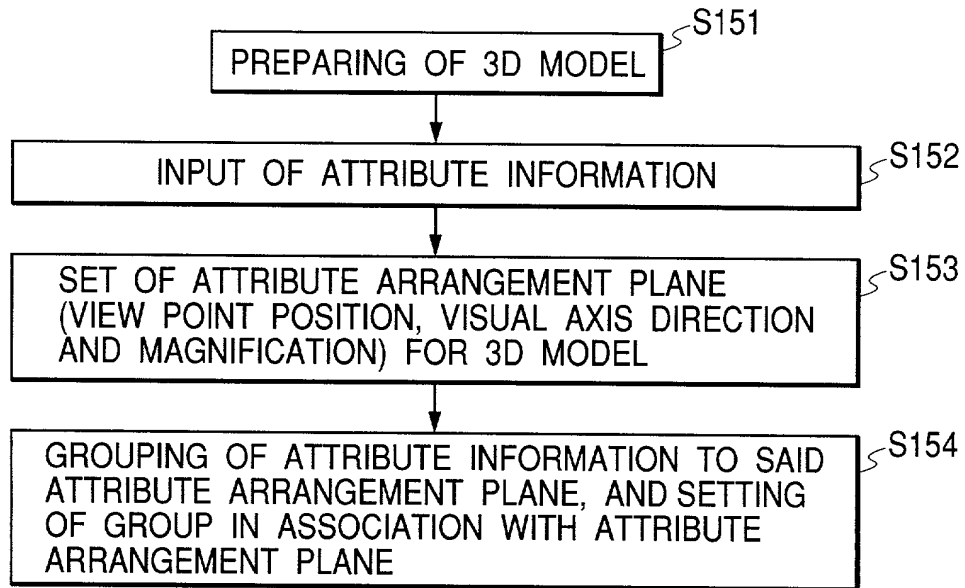 S151
PREPARING OF 3D MODEL
S152
INPUT OF ATTRIBUTE INFORMATION
S153
SET OF ATTRIBUTE ARRANGEMENT PLANE
(VIEW POINT POSITION, VISUAL AXIS DIRECTION
AND MAGNIFICATION) FOR 3D MODEL
S154
GROUPING OF ATTRIBUTE INFORMATION TO SAID
ATTRIBUTE ARRANGEMENT PLANE, AND SETTING
OF GROUP IN ASSOCIATION WITH ATTRIBUTE
ARRANGEMENT PLANE